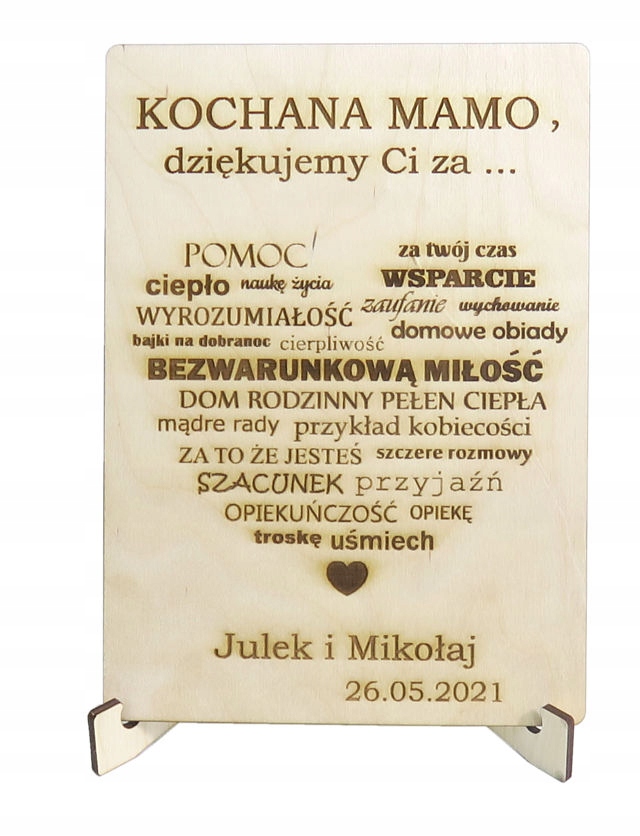 KOCHANA MAMO,
dziękujemy Ci za ...
POMOC za twój czas
ciepło naukę życia WSPARCIE
WYROZUMIAŁOŚĆ zaufanie wychowanie
bajki na dobranoc cierpliwość domowe obiady
BEZWARUNKOWĄ MIŁOŚĆ
DOM RODZINNY PEŁEN CIEPŁA
mądre rady przykład kobiecości
ZA TO ŻE JESTEŚ szczere rozmowy
SZACUNEK przyjaźń
OPIEKUŃCZOŚĆ OPIEKĘ
troskę uśmiech
Julek i Mikołaj
26.05.2021